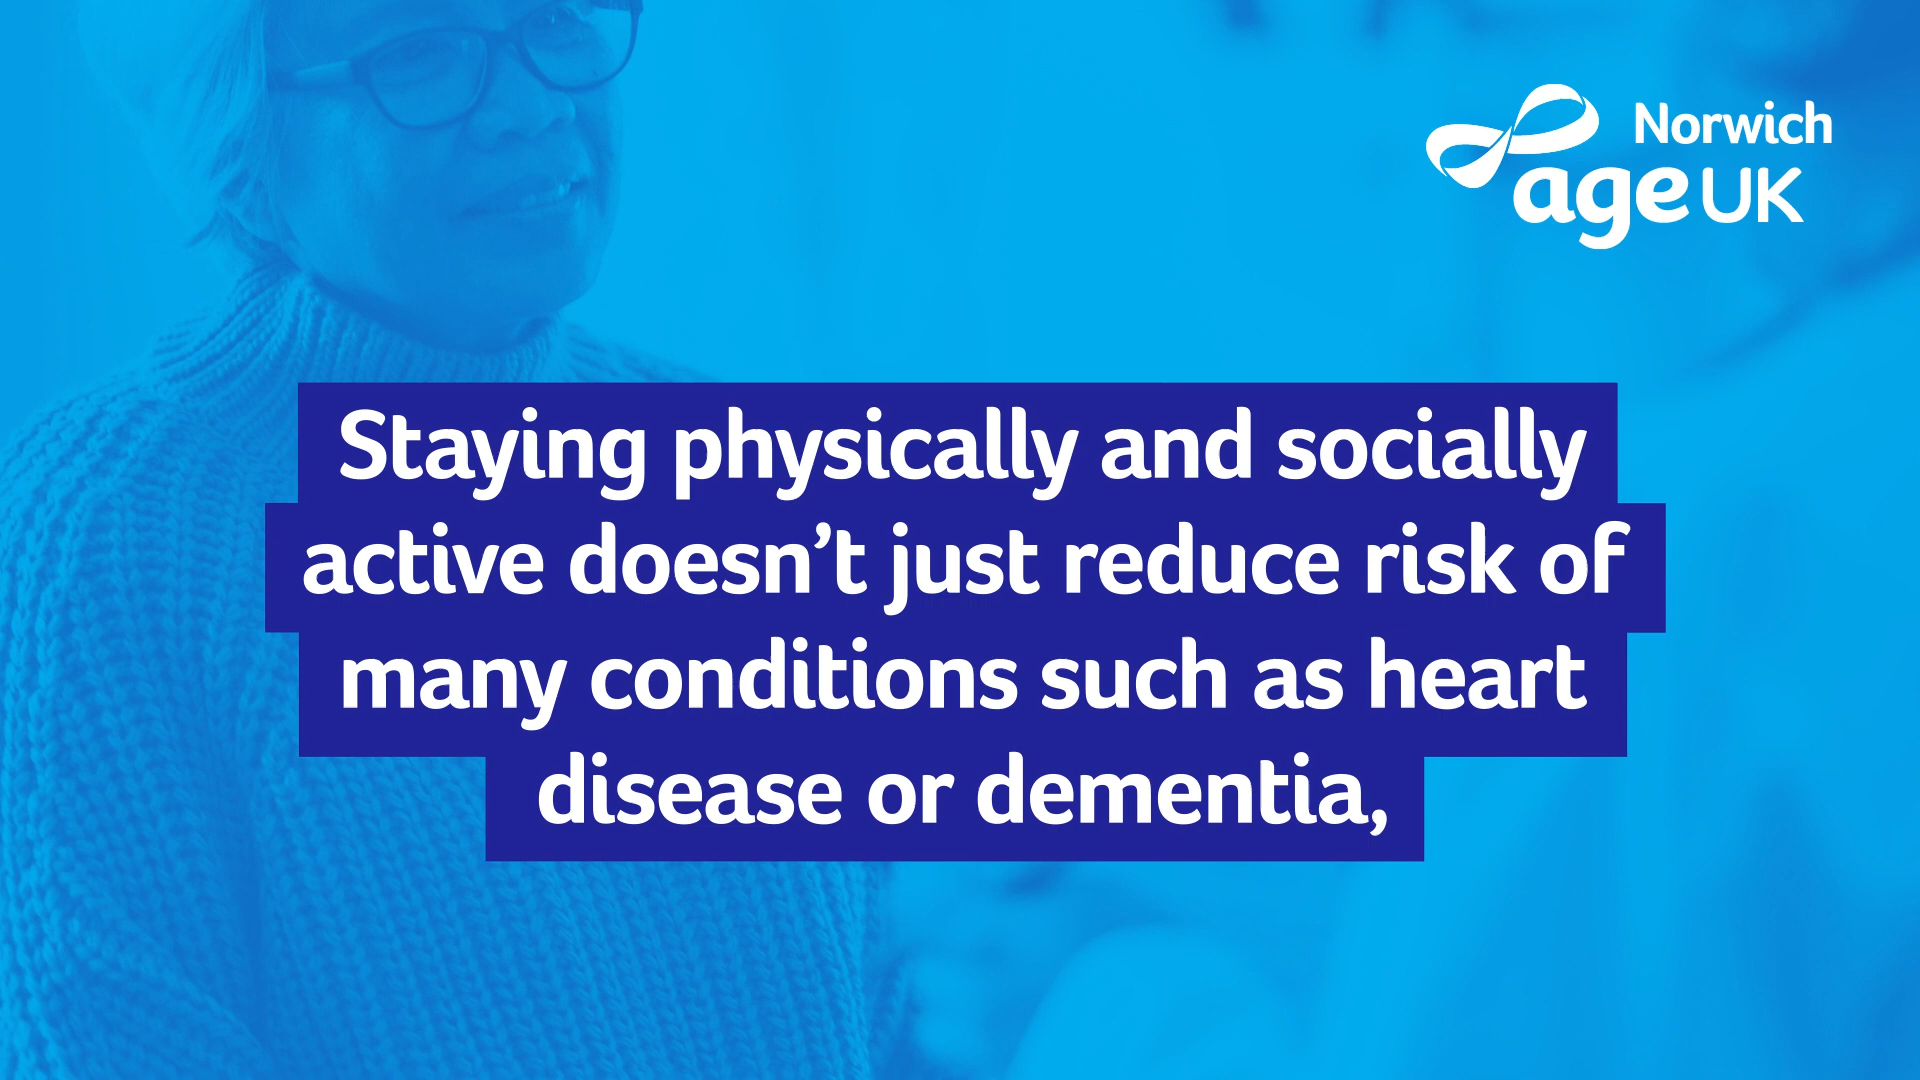 Norwich
age UK
Staying physically and socially
active doesn’t just reduce risk of
many conditions such as heart
disease or dementia,